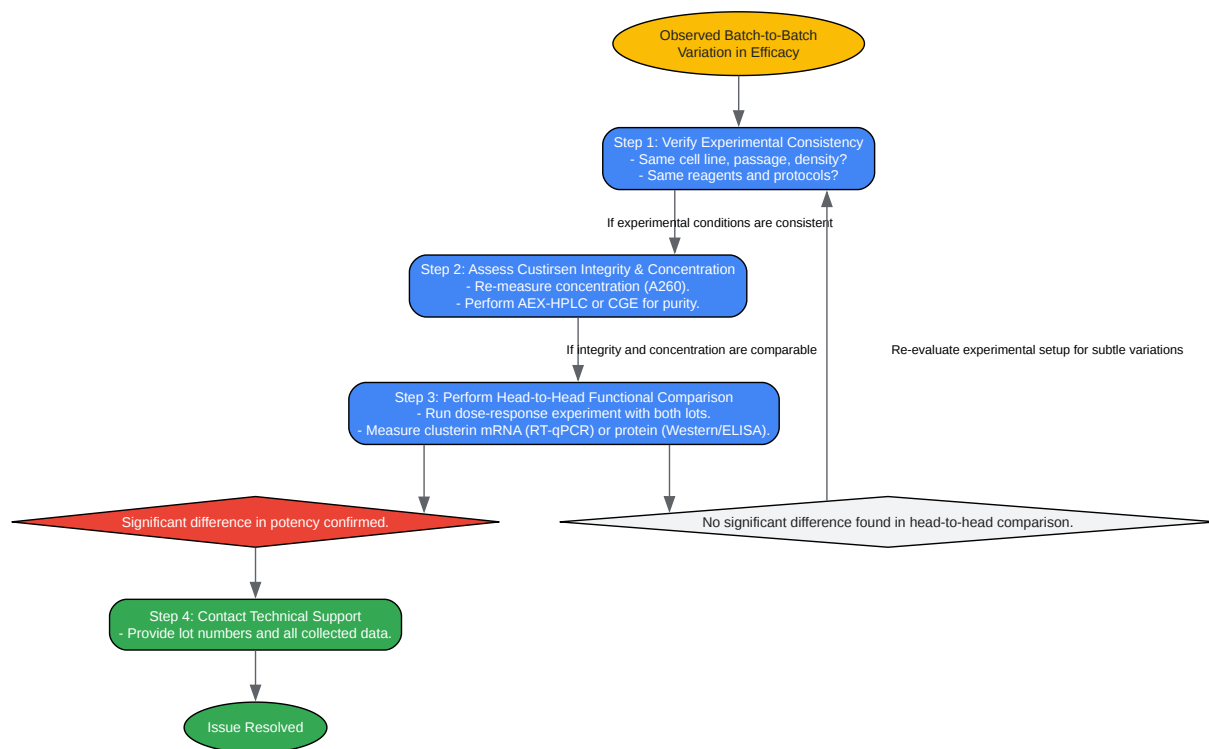 Observed Batch-to-Batch
Variation in Efficacy
Step 1: Verify Experimental Consistency
- Same cell line, passage, density?
- Same reagents and protocols?
If experimental conditions are consistent
Step 2: Assess Custirsen Integrity & Concentration
- Re-measure concentration (A260).
- Perform AEX-HPLC or CGE for purity.
If integrity and concentration are comparable
Re-evaluate experimental setup for subtle variations
Step 3: Perform Head-to-Head Functional Comparison
- Run dose-response experiment with both lots.
- Measure clusterin mRNA (RT-qPCR) or protein (Western/ELISA).
Significant difference in potency confirmed.
No significant difference found in head-to-head comparison.
Step 4: Contact Technical Support
- Provide lot numbers and all collected data.
Issue Resolved